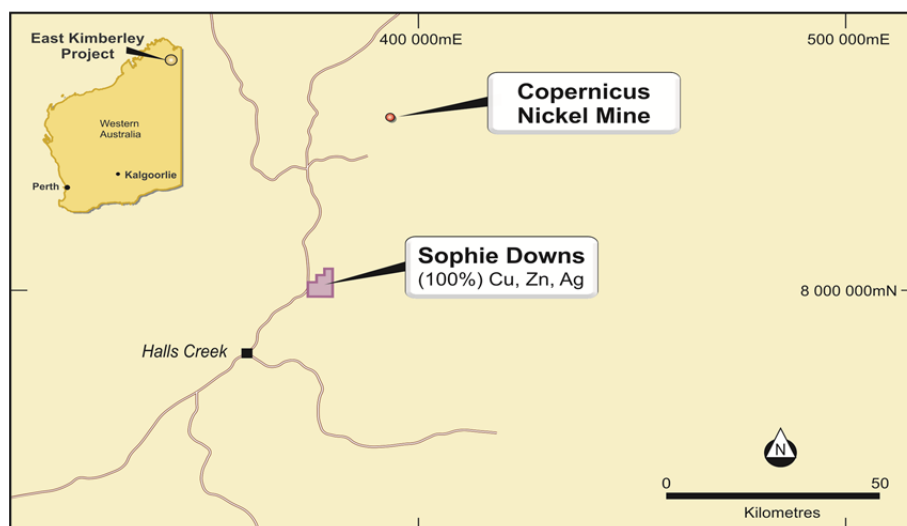 400 000mE
500 000mE
East Kimberley
Project
Western
Australia
Perth
Kalgoorlie
Copernicus
Nickel Mine
Sophie Downs
(100%) Cu, Zn, Ag
8 000 000mN
Halls Creek
N
0
50
Kilometres